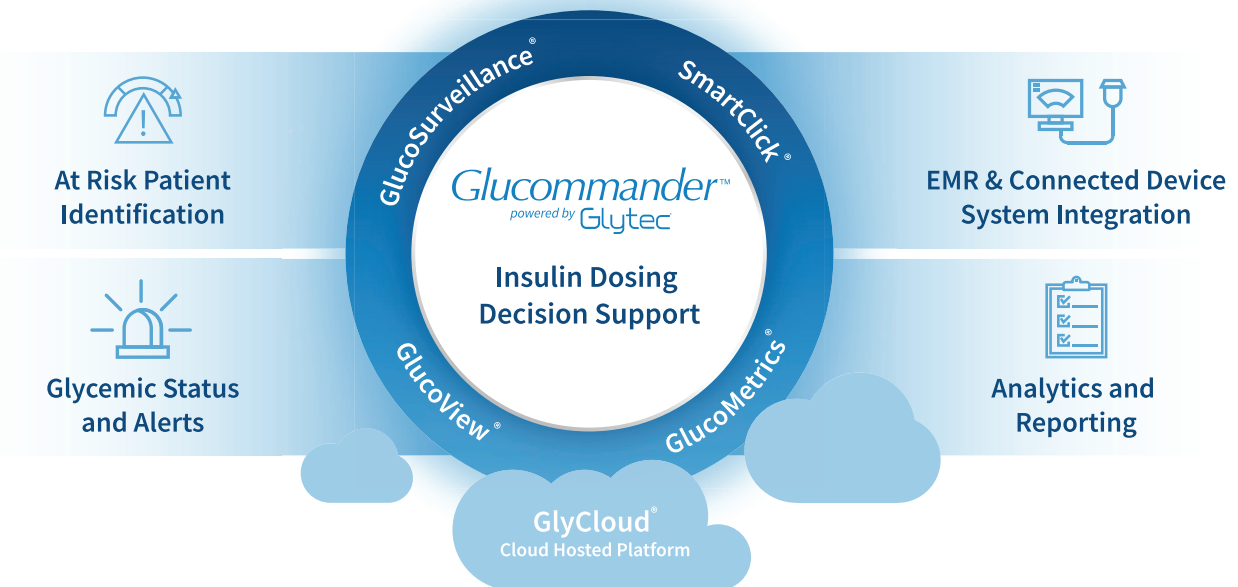 GlucoSurveillance®
SmartClick®
At Risk Patient
Identification
Glucommander™
powered by Glytec
Insulin Dosing
Decision Support
EMR & Connected Device
System Integration
Glycemic Status
and Alerts
GlucoView®
GlucoMetrics®
Analytics and
Reporting
GlyCloud®
Cloud Hosted Platform